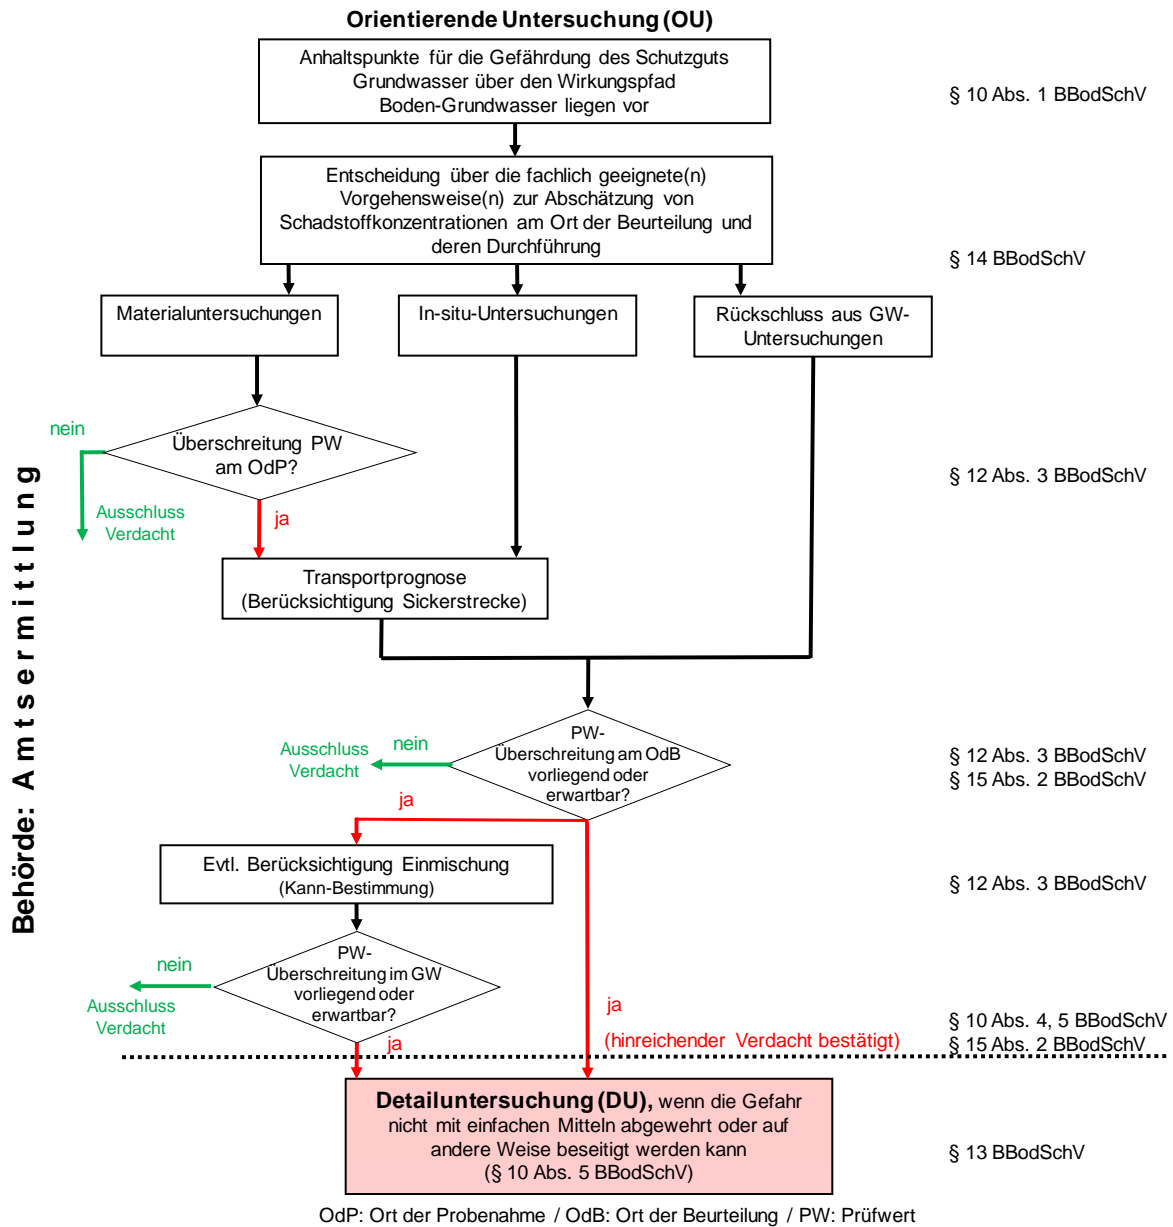 Orientierende Untersuchung (OU)
Anhaltspunkte für die Gefährdung des Schutzguts
Grundwasser über den Wirkungspfad
Boden-Grundwasser liegen vor
§ 10 Abs. 1 BBodSchV
Entscheidung über die fachlich geeignete(n)
Vorgehensweise(n) zur Abschätzung von
Schadstoffkonzentrationen am Ort der Beurteilung und
deren Durchführung
§ 14 BBodSchV
Materialuntersuchungen
In-situ-Untersuchungen
Rückschluss aus GW-
Untersuchungen
nein
Überschreitung PW
am OdP?
§ 12 Abs. 3 BBodSchV
Ausschluss
Verdacht
ja
Behörde: Amtsermittlung
Transportprognose
(Berücksichtigung Sickerstrecke)
PW-
Überschreitung am OdB
vorliegend oder
erwartbar?
nein
Ausschluss
Verdacht
§ 12 Abs. 3 BBodSchV
§ 15 Abs. 2 BBodSchV
ja
Evtl. Berücksichtigung Einmischung
(Kann-Bestimmung)
§ 12 Abs. 3 BBodSchV
PW-
Überschreitung im GW
vorliegend oder
erwartbar?
nein
Ausschluss
Verdacht
ja
ja
(hinreichender Verdacht bestätigt)
§ 10 Abs. 4, 5 BBodSchV
§ 15 Abs. 2 BBodSchV
Detailuntersuchung (DU), wenn die Gefahr
nicht mit einfachen Mitteln abgewehrt oder auf
andere Weise beseitigt werden kann
(§ 10 Abs. 5 BBodSchV)
§ 13 BBodSchV
OdP: Ort der Probenahme / OdB: Ort der Beurteilung / PW: Prüfwert